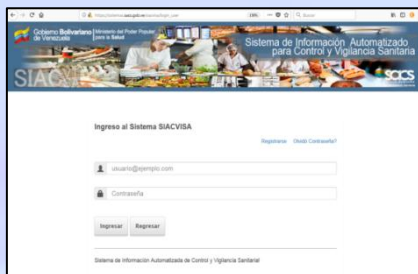 Gobierno Bolivariano de Venezuela
Ministerio del Poder Popular para la Salud
Sistema de Información Automatizado
para Control y Vigilancia Sanitaria
SIACVISA
Ingreso al Sistema SIACVISA
Registrarse Olvidó Contraseña?
usuario@ejemplo.com
Contraseña
Ingresar Regresar
Sistema de Información Automatizada de Control y Vigilancia Sanitaria!